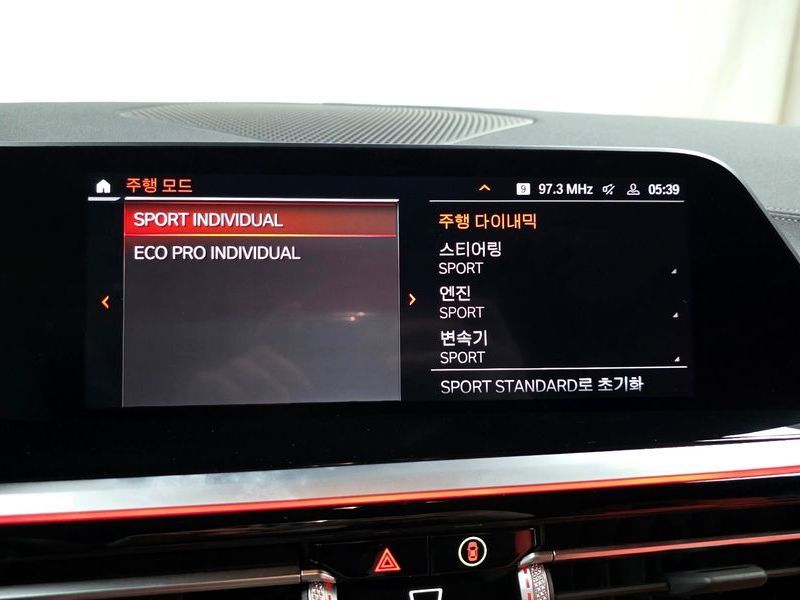 주행 모드
9 97.3 MHz 05:39
SPORT INDIVIDUAL
ECO PRO INDIVIDUAL
주행 다이내믹
스티어링
SPORT
엔진
SPORT
변속기
SPORT
SPORT STANDARD로 초기화